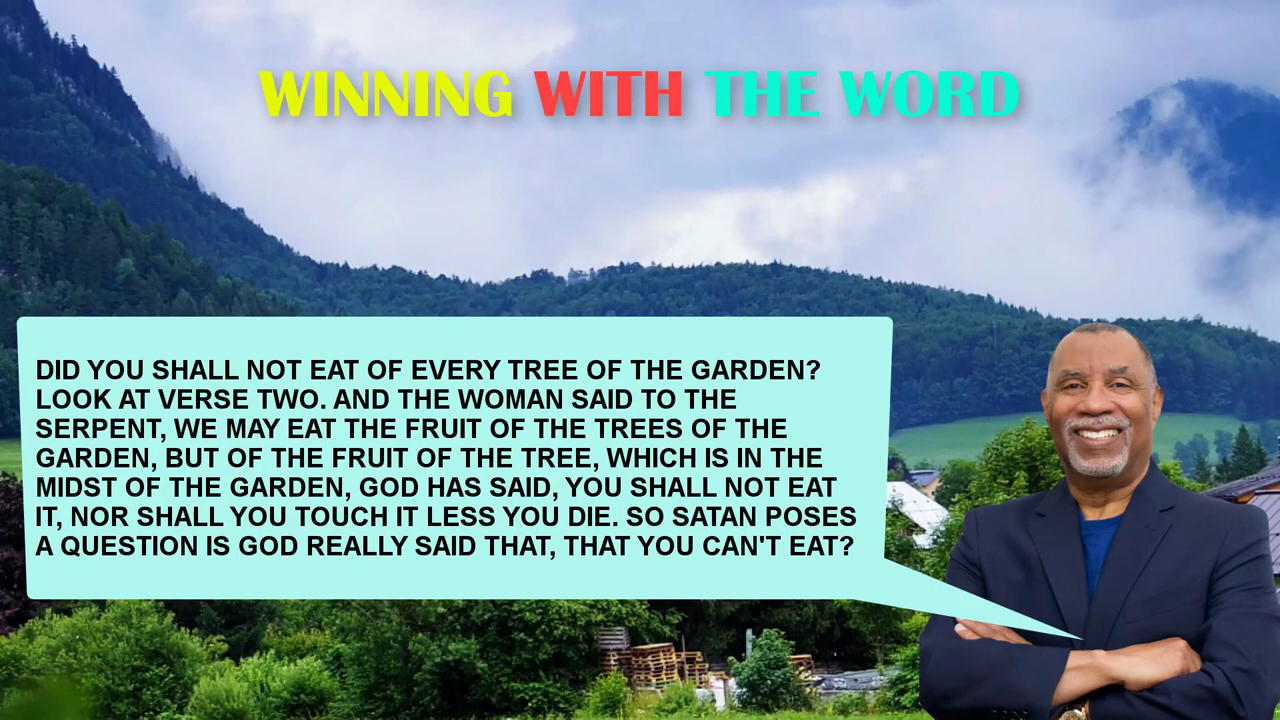 WINNING WITH THE WORD
DID YOU SHALL NOT EAT OF EVERY TREE OF THE GARDEN?
LOOK AT VERSE TWO. AND THE WOMAN SAID TO THE
SERPENT, WE MAY EAT THE FRUIT OF THE TREES OF THE
GARDEN, BUT OF THE FRUIT OF THE TREE, WHICH IS IN THE
MIDST OF THE GARDEN, GOD HAS SAID, YOU SHALL NOT EAT
IT, NOR SHALL YOU TOUCH IT LESS YOU DIE. SO SATAN POSES
A QUESTION IS GOD REALLY SAID THAT, THAT YOU CAN'T EAT?